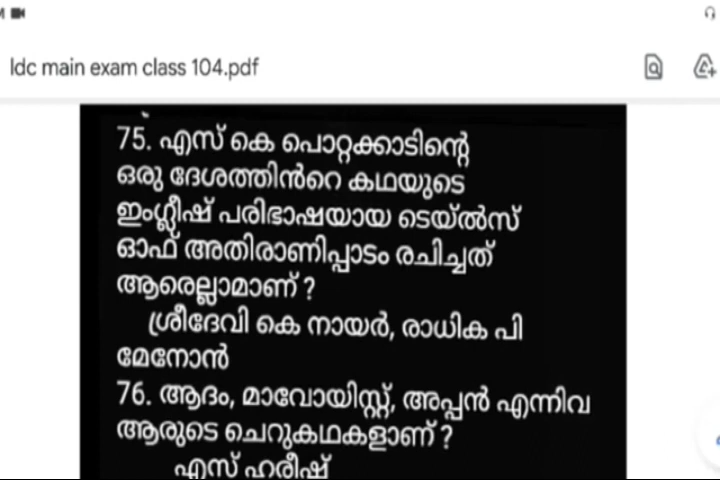 ldc main exam class 104.pdf
75. എസ് കെ പൊറ്റക്കാടിന്റെ
ഒരു ദേശത്തിൻറെ കഥയുടെ
ഇംഗ്ലീഷ് പരിഭാഷയായ ടെയ്ൽസ്
ഓഫ് അതിരാണിപ്പാടം രചിച്ചത്
ആരെല്ലാമാണ് ?
ശ്രീദേവി കെ നായർ, രാധിക പി
മേനോൻ
76. ആദം, മാവോയിസ്റ്റ്, അപ്പൻ എന്നിവ
ആരുടെ ചെറുകഥകളാണ് ?
എസ് ഹരീഷ്